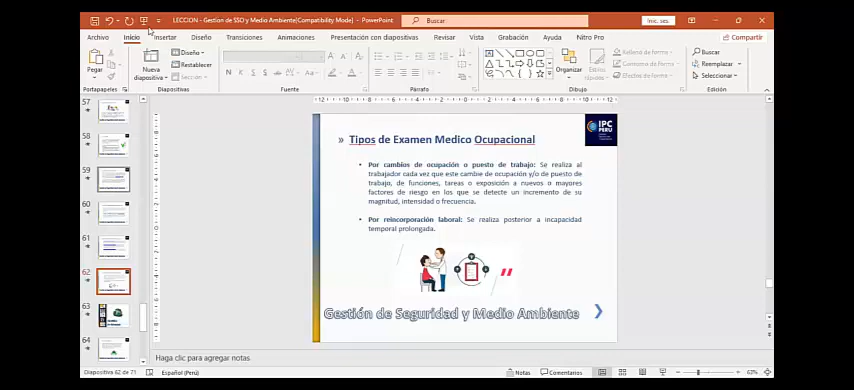 LECCION - Gestion de SSO y Medio Ambiente(Compatibility Mode) - PowerPoint
Buscar
Inic. ses.
Archivo Inicio Insertar Diseño Transiciones Animaciones Presentación con diapositivas Revisar Vista Grabación Ayuda Nitro Pro Compartir
Pegar
Nueva diapositiva
Diseño
Restablecer
Sección
N K S
Organizar
Estilos rápidos
Relleno de forma
Contorno de forma
Efectos de forma
Buscar
Reemplazar
Seleccionar
Portapapeles Diapositivas Fuente Párrafo Dibujo Edición
57
58
59
60
61
62
63
64
» Tipos de Examen Medico Ocupacional
IPC
PERÚ
• Por cambios de ocupación o puesto de trabajo: Se realiza al
trabajador cada vez que este cambie de ocupación y/o de puesto de
trabajo, de funciones, tareas o exposición a nuevos o mayores
factores de riesgo en los que se detecte un incremento de su
magnitud, intensidad o frecuencia.
• Por reincorporación laboral: Se realiza posterior a incapacidad
temporal prolongada.
Gestión de Seguridad y Medio Ambiente
Haga clic para agregar notas
Diapositiva 62 de 71 Español (Perú) Notas Comentarios 63%